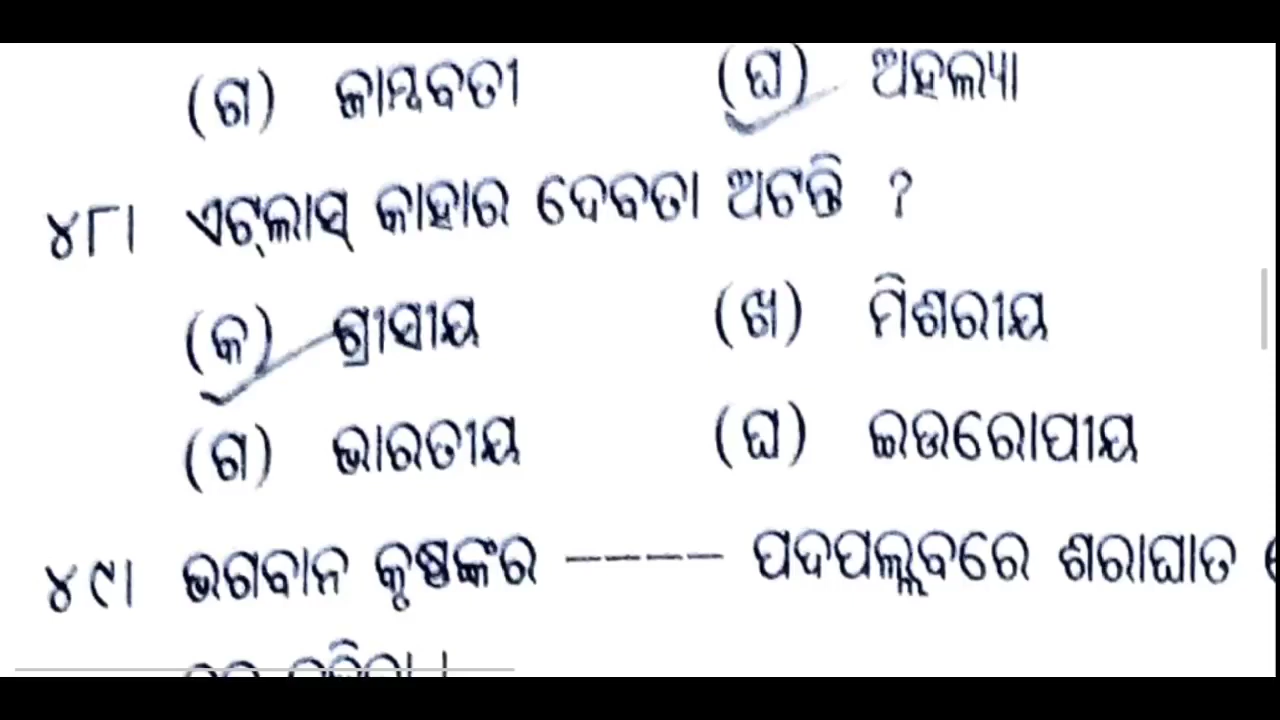 (ଗ) ଜାମ୍ବବତୀ (ଘ) ଅହଲ୍ୟା
୪୮। ଏଟ୍‌ଲାସ୍ କାହାର ଦେବତା ଅଟନ୍ତି ?
(କ) ଗ୍ରୀସୀୟ (ଖ) ମିଶରୀୟ
(ଗ) ଭାରତୀୟ (ଘ) ଇଉରୋପୀୟ
୪୯। ଭଗବାନ କୃଷ୍ଣଙ୍କର ---- ପଦପଲ୍ଲବରେ ଶରାଘାତ